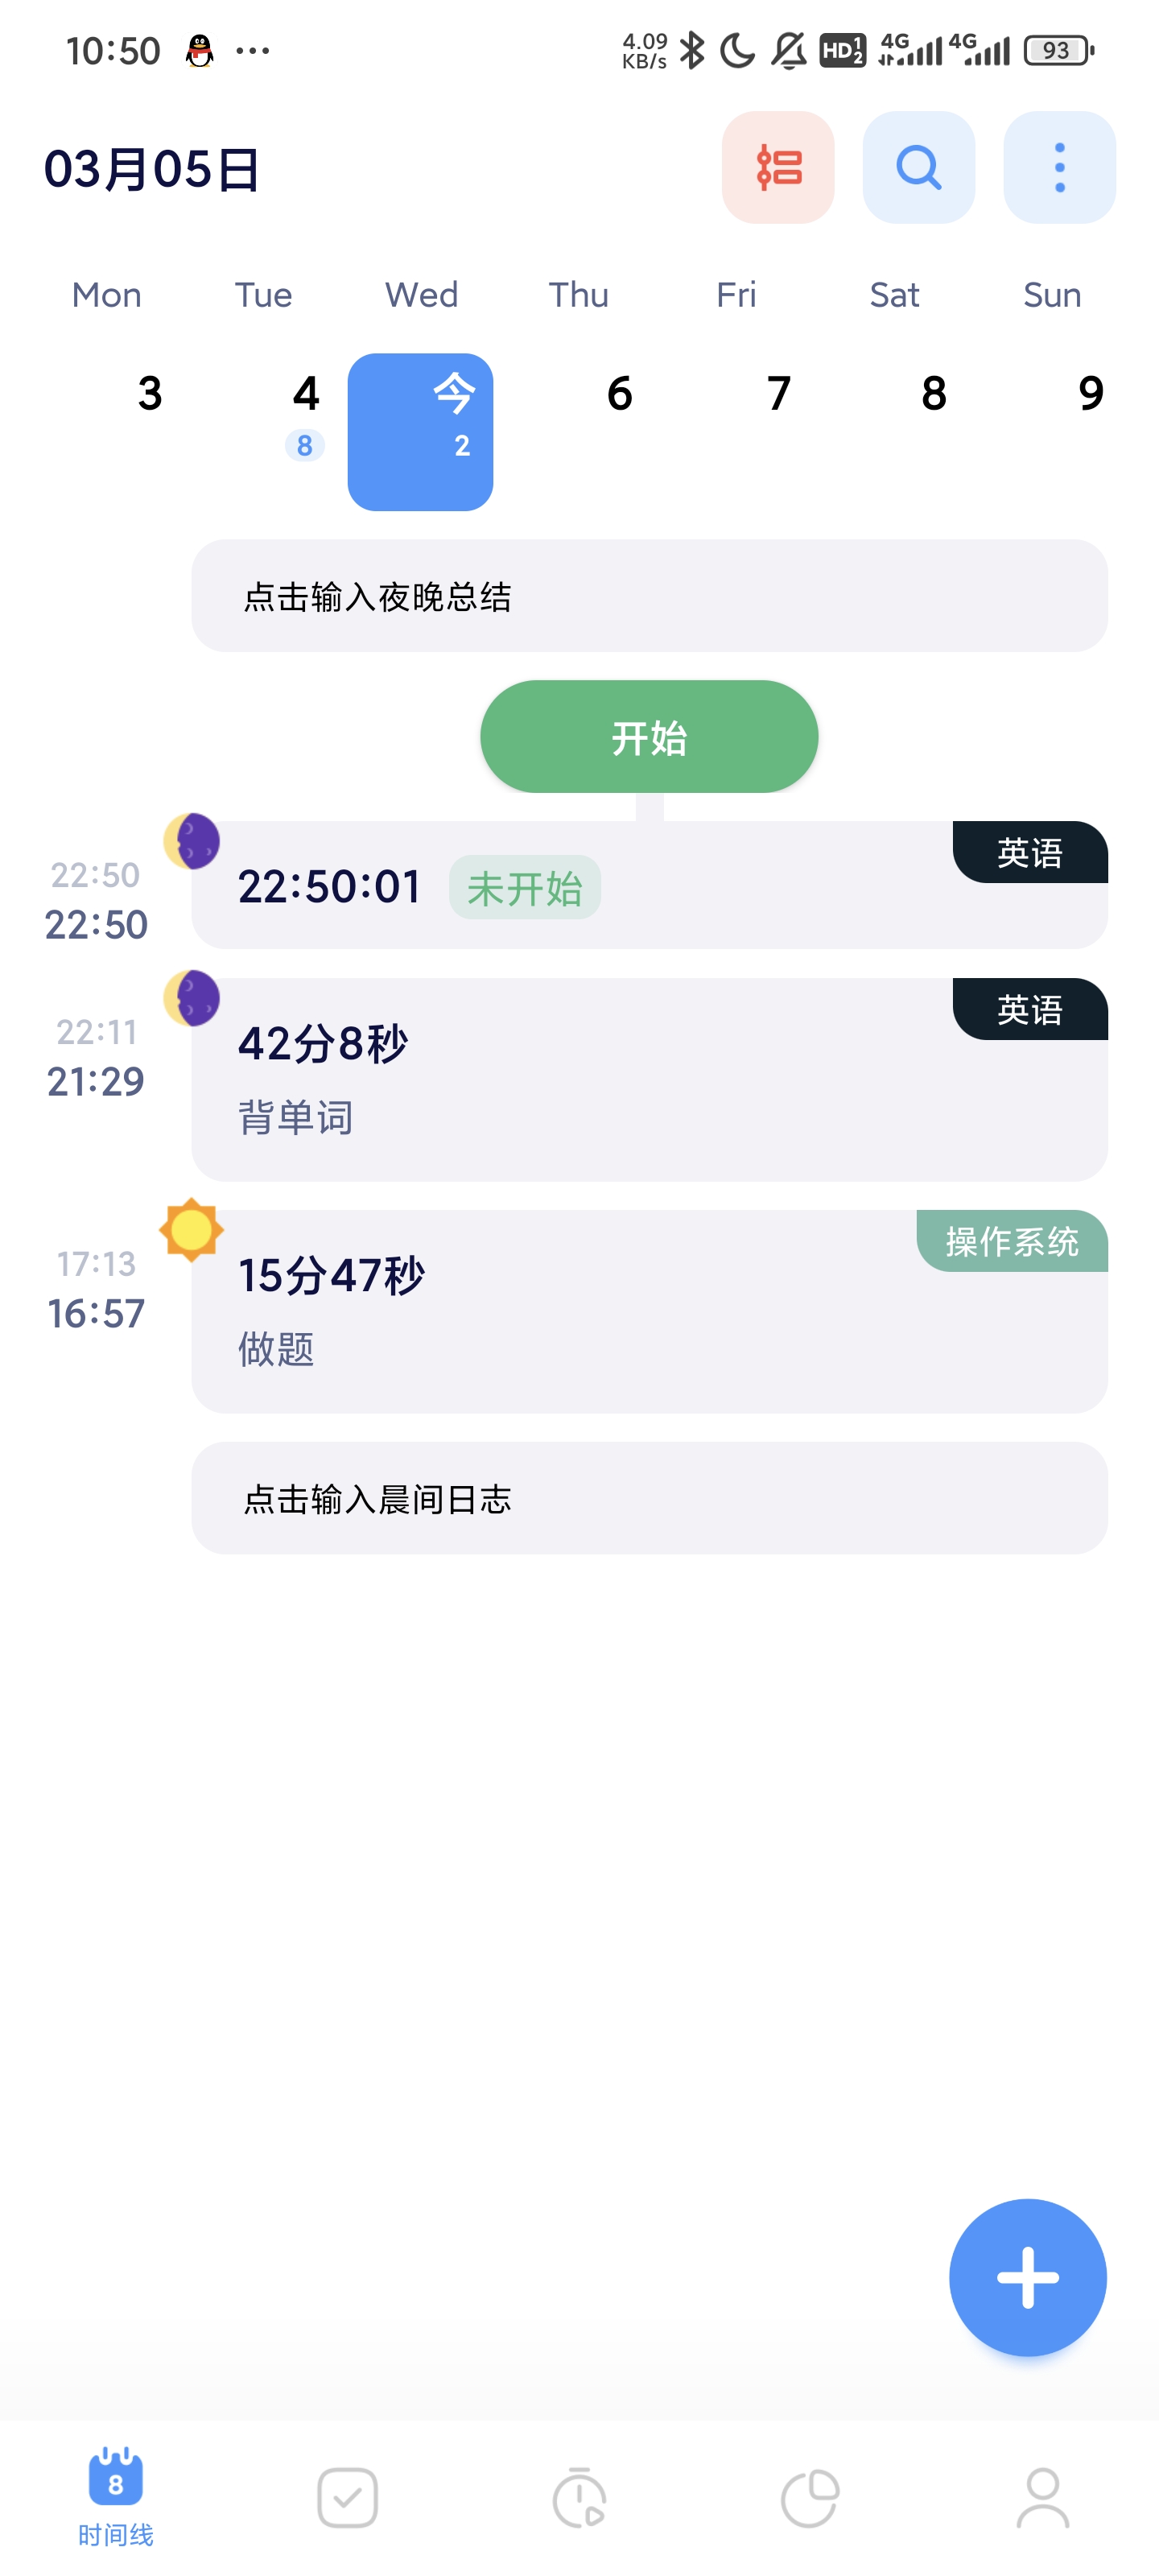 10:50 ... 4.09 KB/s HD 1 2 4G 4G 93
03月05日
Mon Tue Wed Thu Fri Sat Sun
3 4 今 6 7 8 9
8 2
点击输入夜晚总结
开始
英语
22:50
22:50:01 未开始
22:50
英语
22:11
42分8秒
21:29
背单词
操作系统
17:13
15分47秒
16:57
做题
点击输入晨间日志
8
时间线